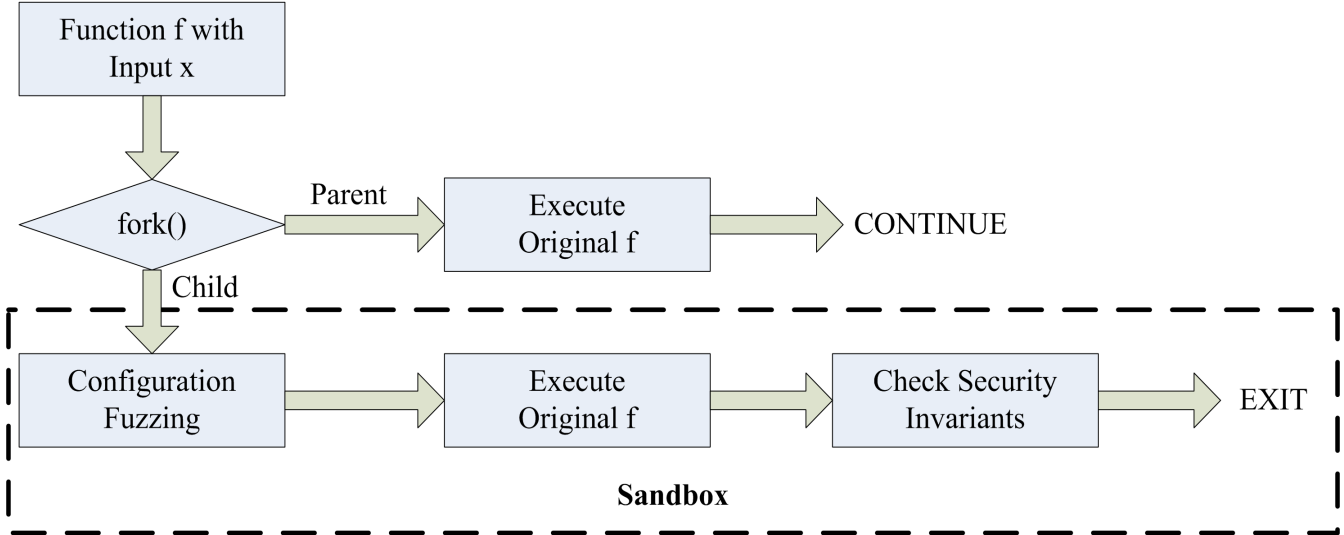 Function f with
Input x
fork()
Parent
Execute
Original f
CONTINUE
Child
Configuration
Fuzzing
Execute
Original f
Check Security
Invariants
EXIT
Sandbox